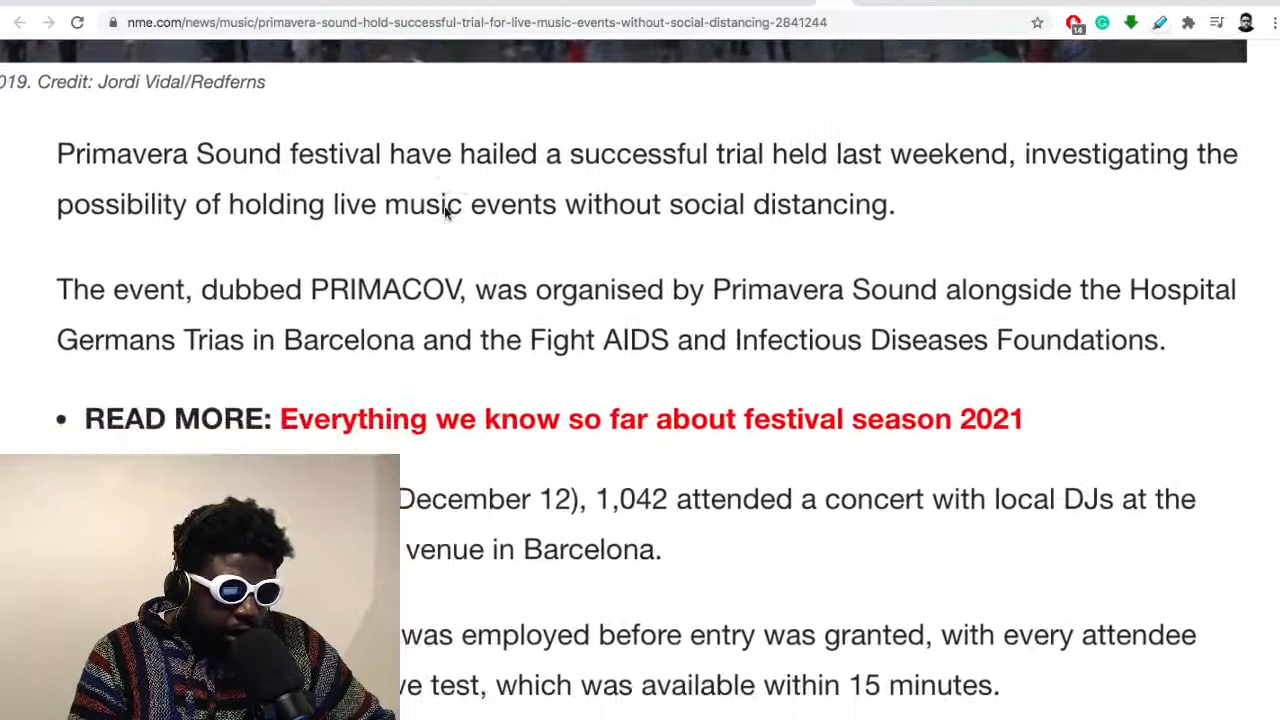 nme.com/news/music/primavera-sound-hold-successful-trial-for-live-music-events-without-social-distancing-2841244
14
019. Credit: Jordi Vidal/Redferns
Primavera Sound festival have hailed a successful trial held last weekend, investigating the
possibility of holding live music events without social distancing.
The event, dubbed PRIMACOV, was organised by Primavera Sound alongside the Hospital
Germans Trias in Barcelona and the Fight AIDS and Infectious Diseases Foundations.
• READ MORE: Everything we know so far about festival season 2021
December 12), 1,042 attended a concert with local DJs at the
venue in Barcelona.
was employed before entry was granted, with every attendee
ve test, which was available within 15 minutes.